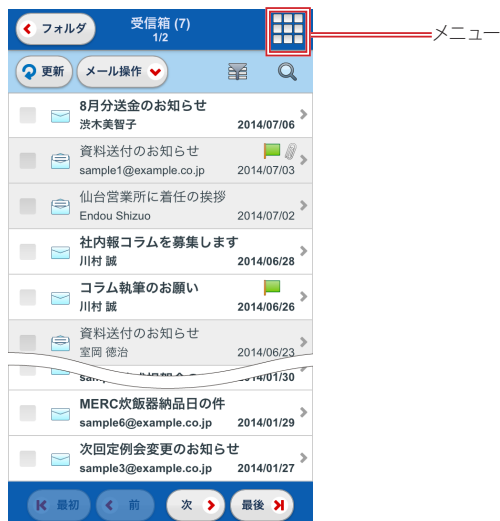 フォルダ
受信箱 (7)
1/2
メニュー
更新
メール操作
8月分送金のお知らせ
渋木美智子
2014/07/06
資料送付のお知らせ
sample1@example.co.jp
2014/07/03
仙台営業所に着任の挨拶
Endou Shizuo
2014/07/02
社内報コラムを募集します
川村 誠
2014/06/28
コラム執筆のお願い
川村 誠
2014/06/26
資料送付のお知らせ
室岡 徳治
2014/06/23
2014/01/30
MERC炊飯器納品日の件
sample6@example.co.jp
2014/01/29
次回定例会変更のお知らせ
sample3@example.co.jp
2014/01/27
最初
前
次
最後